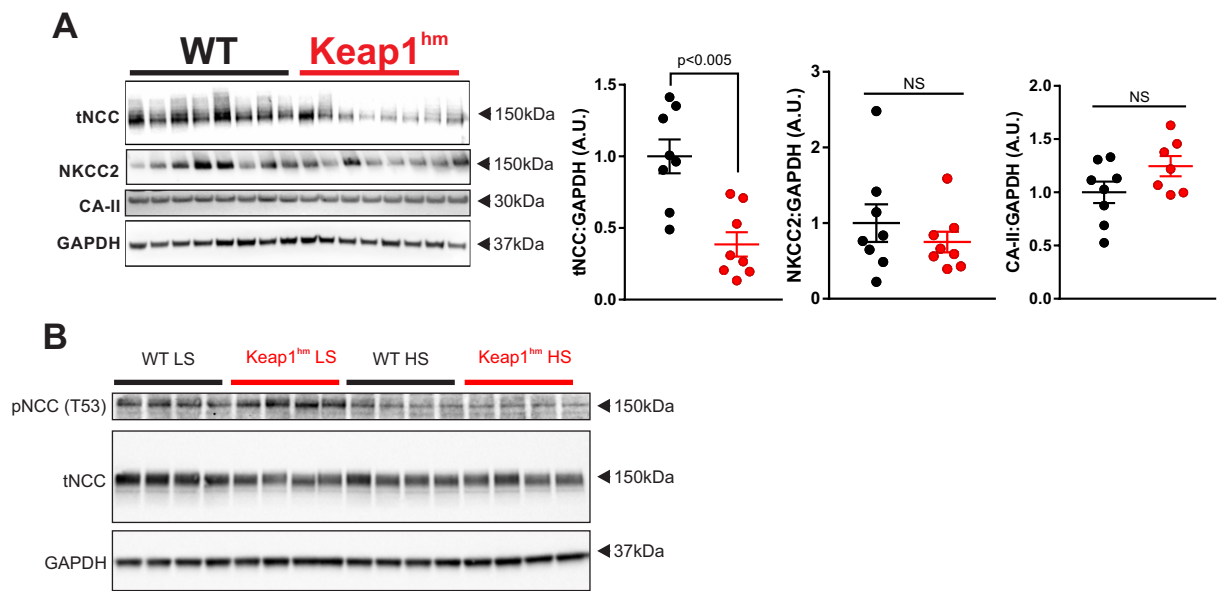 A
WT Keap1hm
tNCC 150kDa
NKCC2 150kDa
CA-II 30kDa
GAPDH 37kDa
tNCC:GAPDH (A.U.)
p<0.005
1.5
1.0
0.5
0.0
NKCC2:GAPDH (A.U.)
NS
3
2
1
0
CA-II:GAPDH (A.U.)
NS
2.0
1.5
1.0
0.5
0.0
B
WT LS Keap1hm LS WT HS Keap1hm HS
pNCC (T53) 150kDa
tNCC 150kDa
GAPDH 37kDa